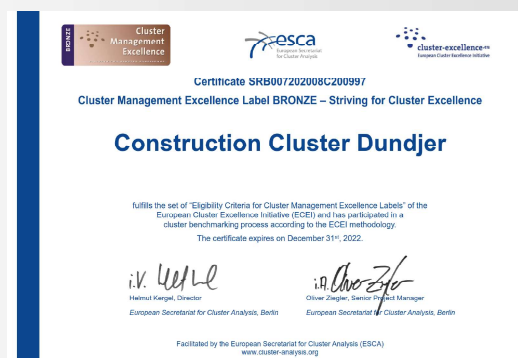 BRONZE
Cluster
Management
Excellence
esca
European Secretariat
for Cluster Analysis
cluster-excellence.eu
European Cluster Excellence Initiative
Certificate SRB007202008C200997
Cluster Management Excellence Label BRONZE – Striving for Cluster Excellence
Construction Cluster Dundjer
fulfills the set of "Eligibility Criteria for Cluster Management Excellence Labels" of the
European Cluster Excellence Initiative (ECEI) and has participated in a
cluster benchmarking process according to the ECEI methodology.
The certificate expires on December 31st, 2022.
i.V.
i.A. Oliver
Helmut Kergel, Director
Oliver Ziegler, Senior Project Manager
European Secretariat for Cluster Analysis, Berlin
European Secretariat for Cluster Analysis, Berlin
Facilitated by the European Secretariat for Cluster Analysis (ESCA)
www.cluster-analysis.org